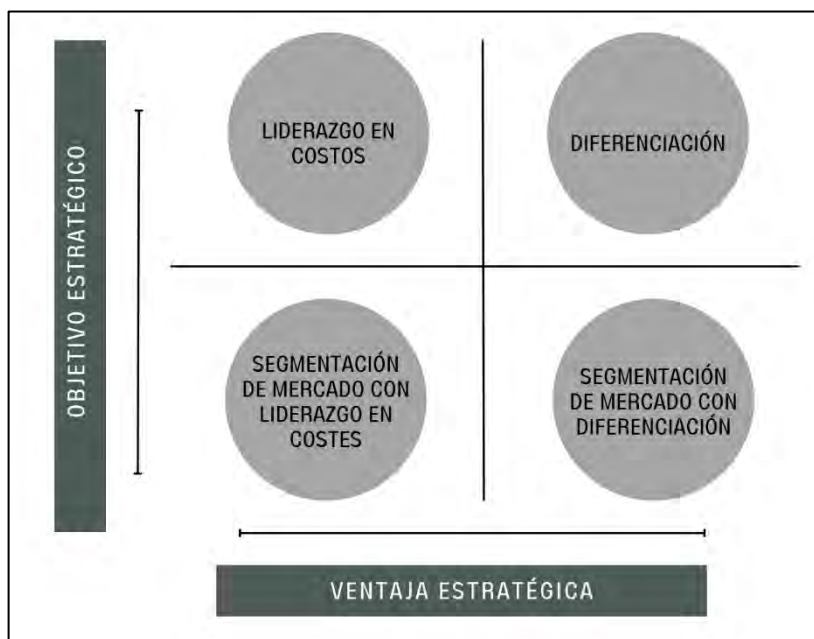 OBJETIVO ESTRATÉGICO
LIDERAZGO EN
COSTOS
DIFERENCIACIÓN
SEGMENTACIÓN
DE MERCADO CON
LIDERAZGO EN
COSTES
SEGMENTACIÓN
DE MERCADO CON
DIFERENCIACIÓN
VENTAJA ESTRATÉGICA